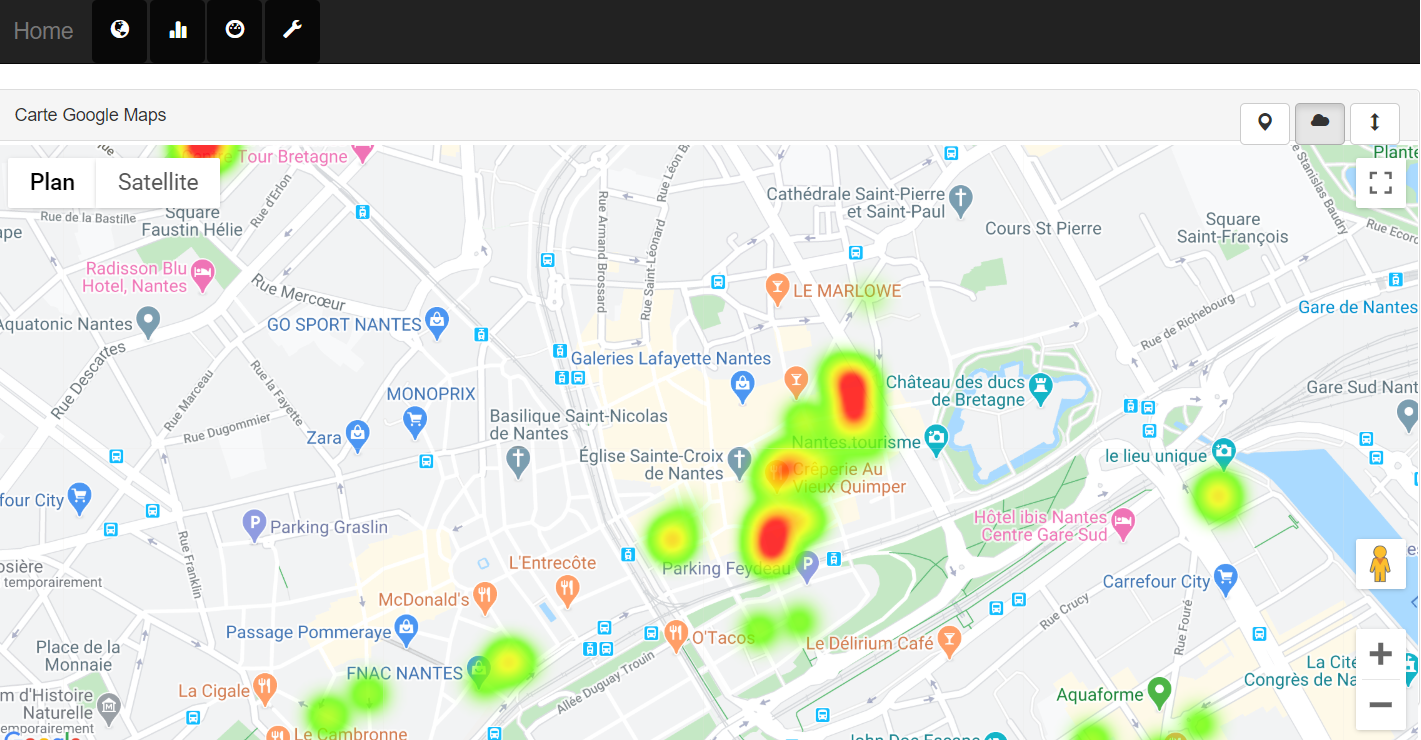 Home
Carte Google Maps
Plan
Satellite
Tour Bretagne
Rue Léon B
Plante
Rue de la Bastille
Rue d'Erlon
Square
Faustin Hélie
Radisson Blu
Hotel, Nantes
Rue Mercœur
Aquatonic Nantes
GO SPORT NANTES
Rue Descartes
Rue Marceau
Rue la Fayette
Rue Dugommier
MONOPRIX
Zara
Rue Armand Brossard
Rue Saint-Léonard
Cathédrale Saint-Pierre
et Saint-Paul
Cours St Pierre
Square
Saint-François
Rue Stanislas Baudry
Rue Ecorc
LE MARLOWE
Gare de Nantes
Rue de Richebourg
Galeries Lafayette Nantes
Château des ducs
de Bretagne
Gare Sud Nant
Basilique Saint-Nicolas
de Nantes
Église Sainte-Croix
de Nantes
Nantes.tourisme
Crêperie Au
Vieux Quimper
le lieu unique
four City
P
Parking Graslin
Rue Franklin
Hôtel ibis Nantes
Centre Gare Sud
osière
temporairement
L'Entrecôte
Parking Feydeau
P
McDonald's
Carrefour City
Rue Crucy
Rue Fouré
Passage Pommeraye
O'Tacos
Le Délirium Café
Place de la
Monnaie
FNAC NANTES
Allée Duguay Trouin
La Cité
Congrès de Na
m d'Histoire
Naturelle
temporairement
La Cigale
Aquaforme
Le Cambronne